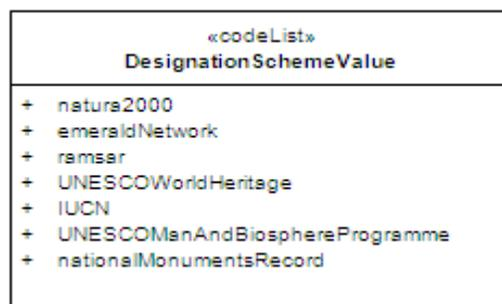 «codeList»
DesignationSchemeValue
+ natura2000
+ emeraldNetwork
+ ramsar
+ UNESCOWorldHeritage
+ IUCN
+ UNESCOManAndBiosphereProgramme
+ nationalMonumentsRecord